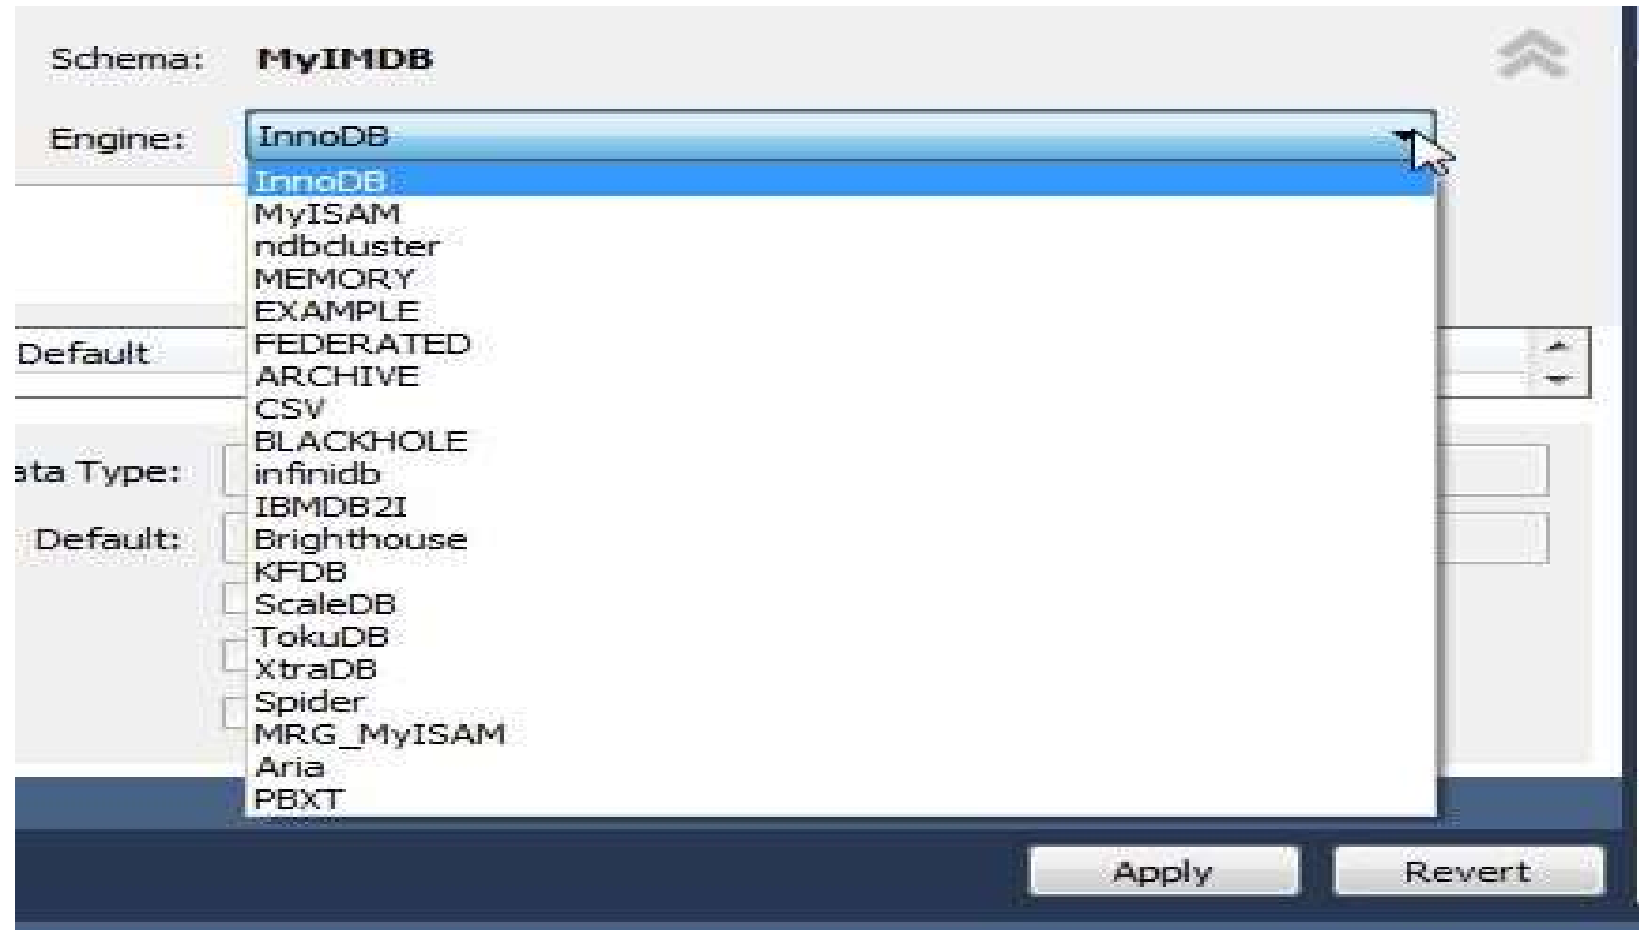 Schema: MyIMDB
Engine: InnoDB
InnoDB
MyISAM
ndbcluster
MEMORY
EXAMPLE
FEDERATED
Default
ARCHIVE
CSV
BLACKHOLE
ata Type:
infinidb
IBMDB2I
Default:
Brighthouse
KFDB
ScaleDB
TokuDB
XtraDB
Spider
MRG_MyISAM
Aria
PBXT
Apply Revert